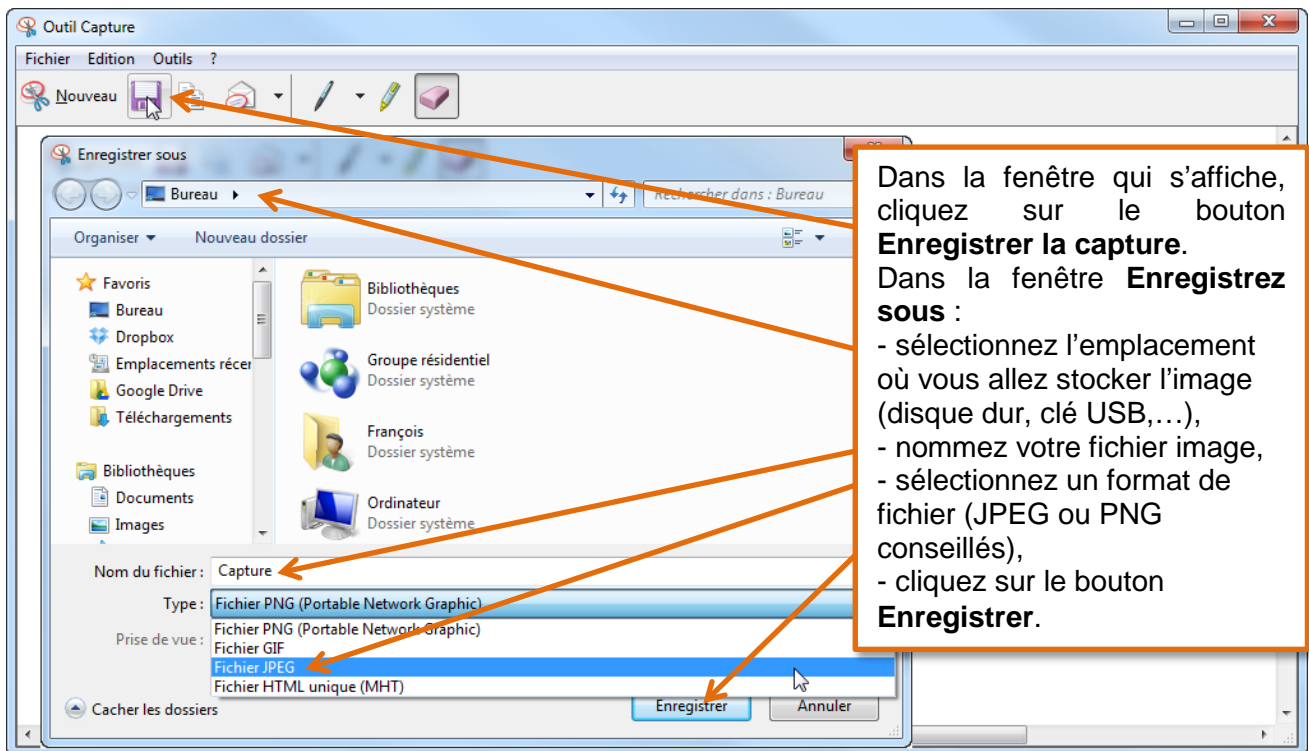 Outil Capture
Fichier Edition Outils ?
Nouveau
Enregistrer sous
Bureau
Rechercher dans : Bureau
Organiser Nouveau dossier
Favoris
Bureau
Dropbox
Emplacements récer
Google Drive
Téléchargements
Bibliothèques
Documents
Images
Bibliothèques
Dossier système
Groupe résidentiel
Dossier système
François
Dossier système
Ordinateur
Dossier système
Nom du fichier : Capture
Type : Fichier PNG (Portable Network Graphic)
Prise de vue :
Fichier PNG (Portable Network Graphic)
Fichier GIF
Fichier JPEG
Fichier HTML unique (MHT)
Cacher les dossiers
Enregistrer Annuler
Dans la fenêtre qui s’affiche,
cliquez sur le bouton
Enregistrer la capture.
Dans la fenêtre Enregistrez
sous :
- sélectionnez l’emplacement
où vous allez stocker l’image
(disque dur, clé USB,…),
- nommez votre fichier image,
- sélectionnez un format de
fichier (JPEG ou PNG
conseillés),
- cliquez sur le bouton
Enregistrer.